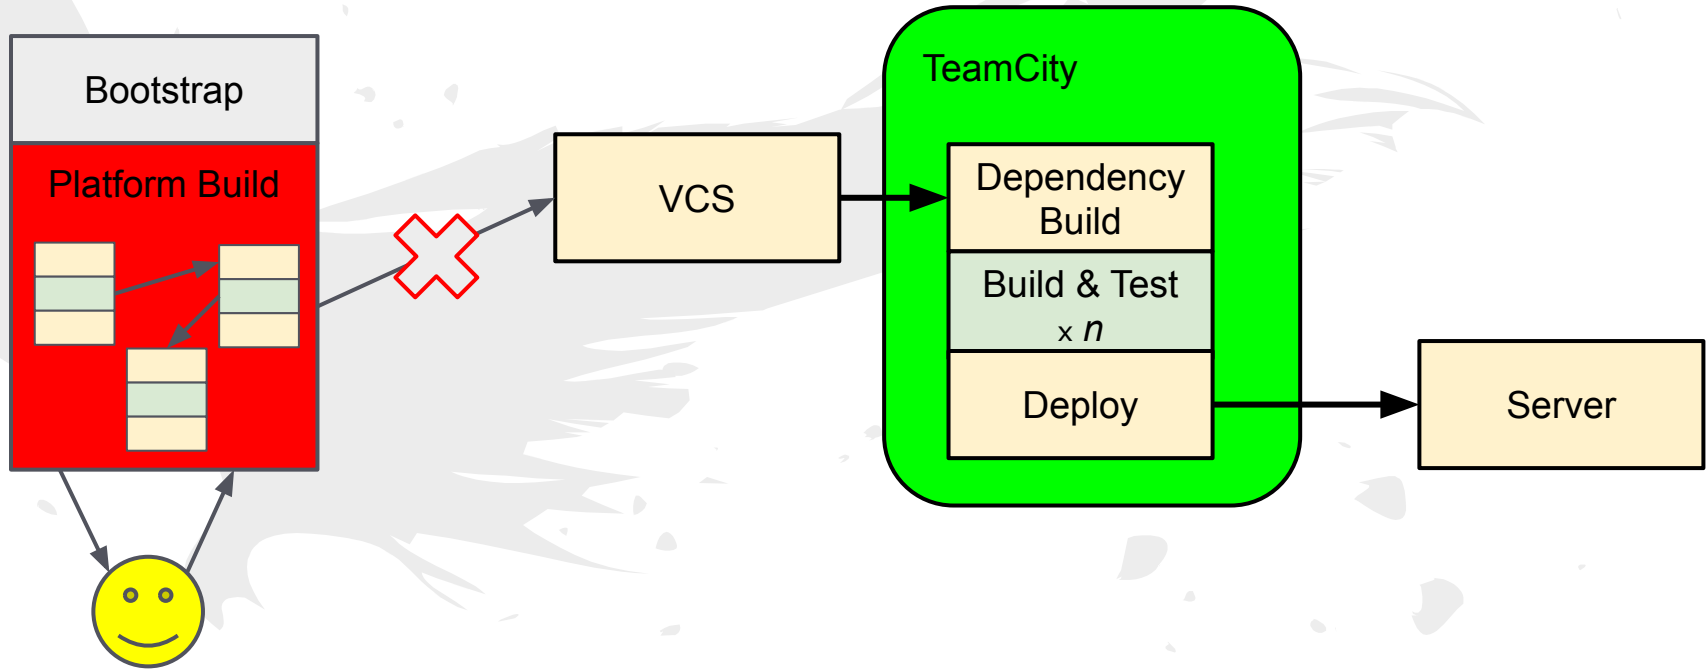 Bootstrap
Platform Build
VCS
TeamCity
Dependency
Build
Build & Test
x n
Deploy
Server